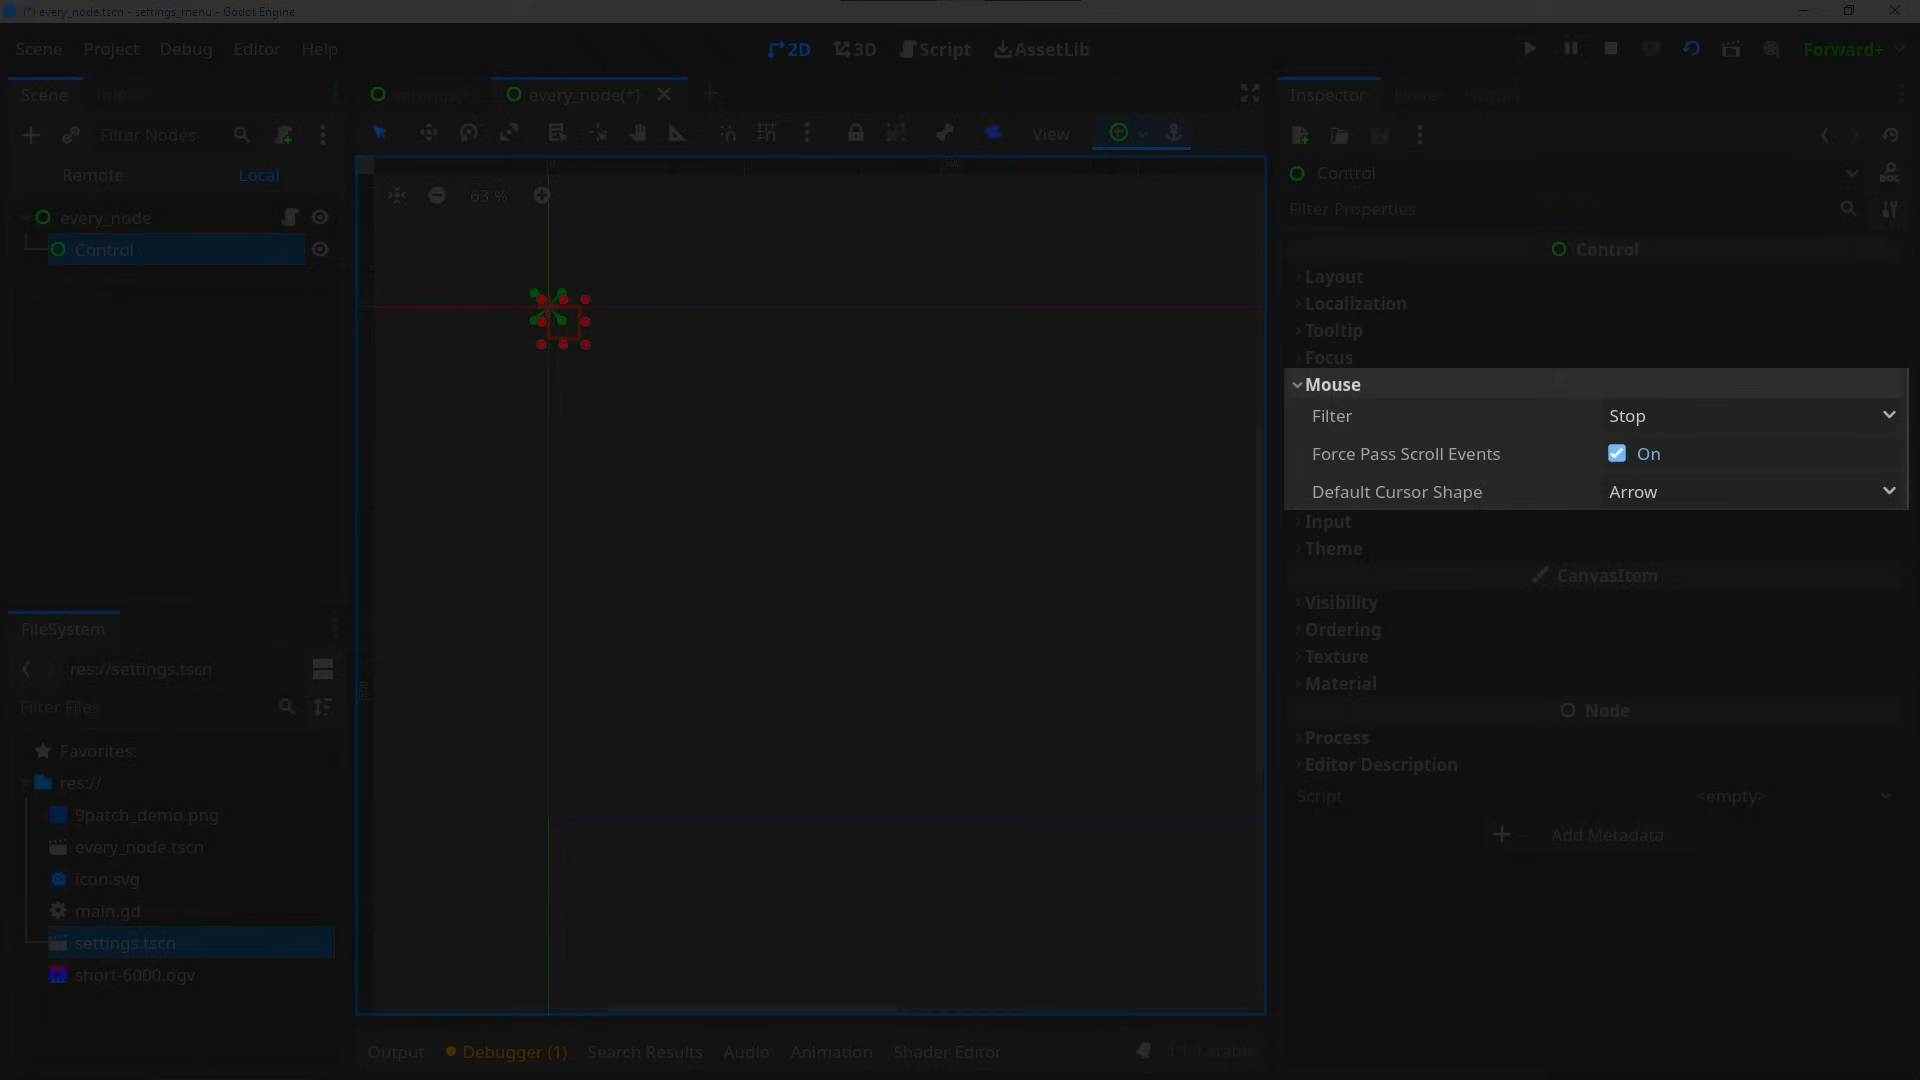 (*) every_node.tscn - settings_menu - Godot Engine
Scene Project Debug Editor Help
2D 3D Script AssetLib
Forward+
Scene
every_node(*)
Inspector Node History
Filter Nodes
View
Remote Local
63 %
0
500
Control
Filter Properties
every_node
Control
Control
Layout
Localization
Tooltip
Focus
Mouse
Filter Stop
Force Pass Scroll Events On
Default Cursor Shape Arrow
Input
Theme
CanvasItem
Visibility
Ordering
Texture
Material
Node
Process
Editor Description
Script <empty>
Add Metadata
FileSystem
res://settings.tscn
Filter Files
Favorites:
res://
9patch_demo.png
every_node.tscn
icon.svg
main.gd
settings.tscn
short-6000.ogv
Output Debugger (1) Search Results Audio Animation Shader Editor